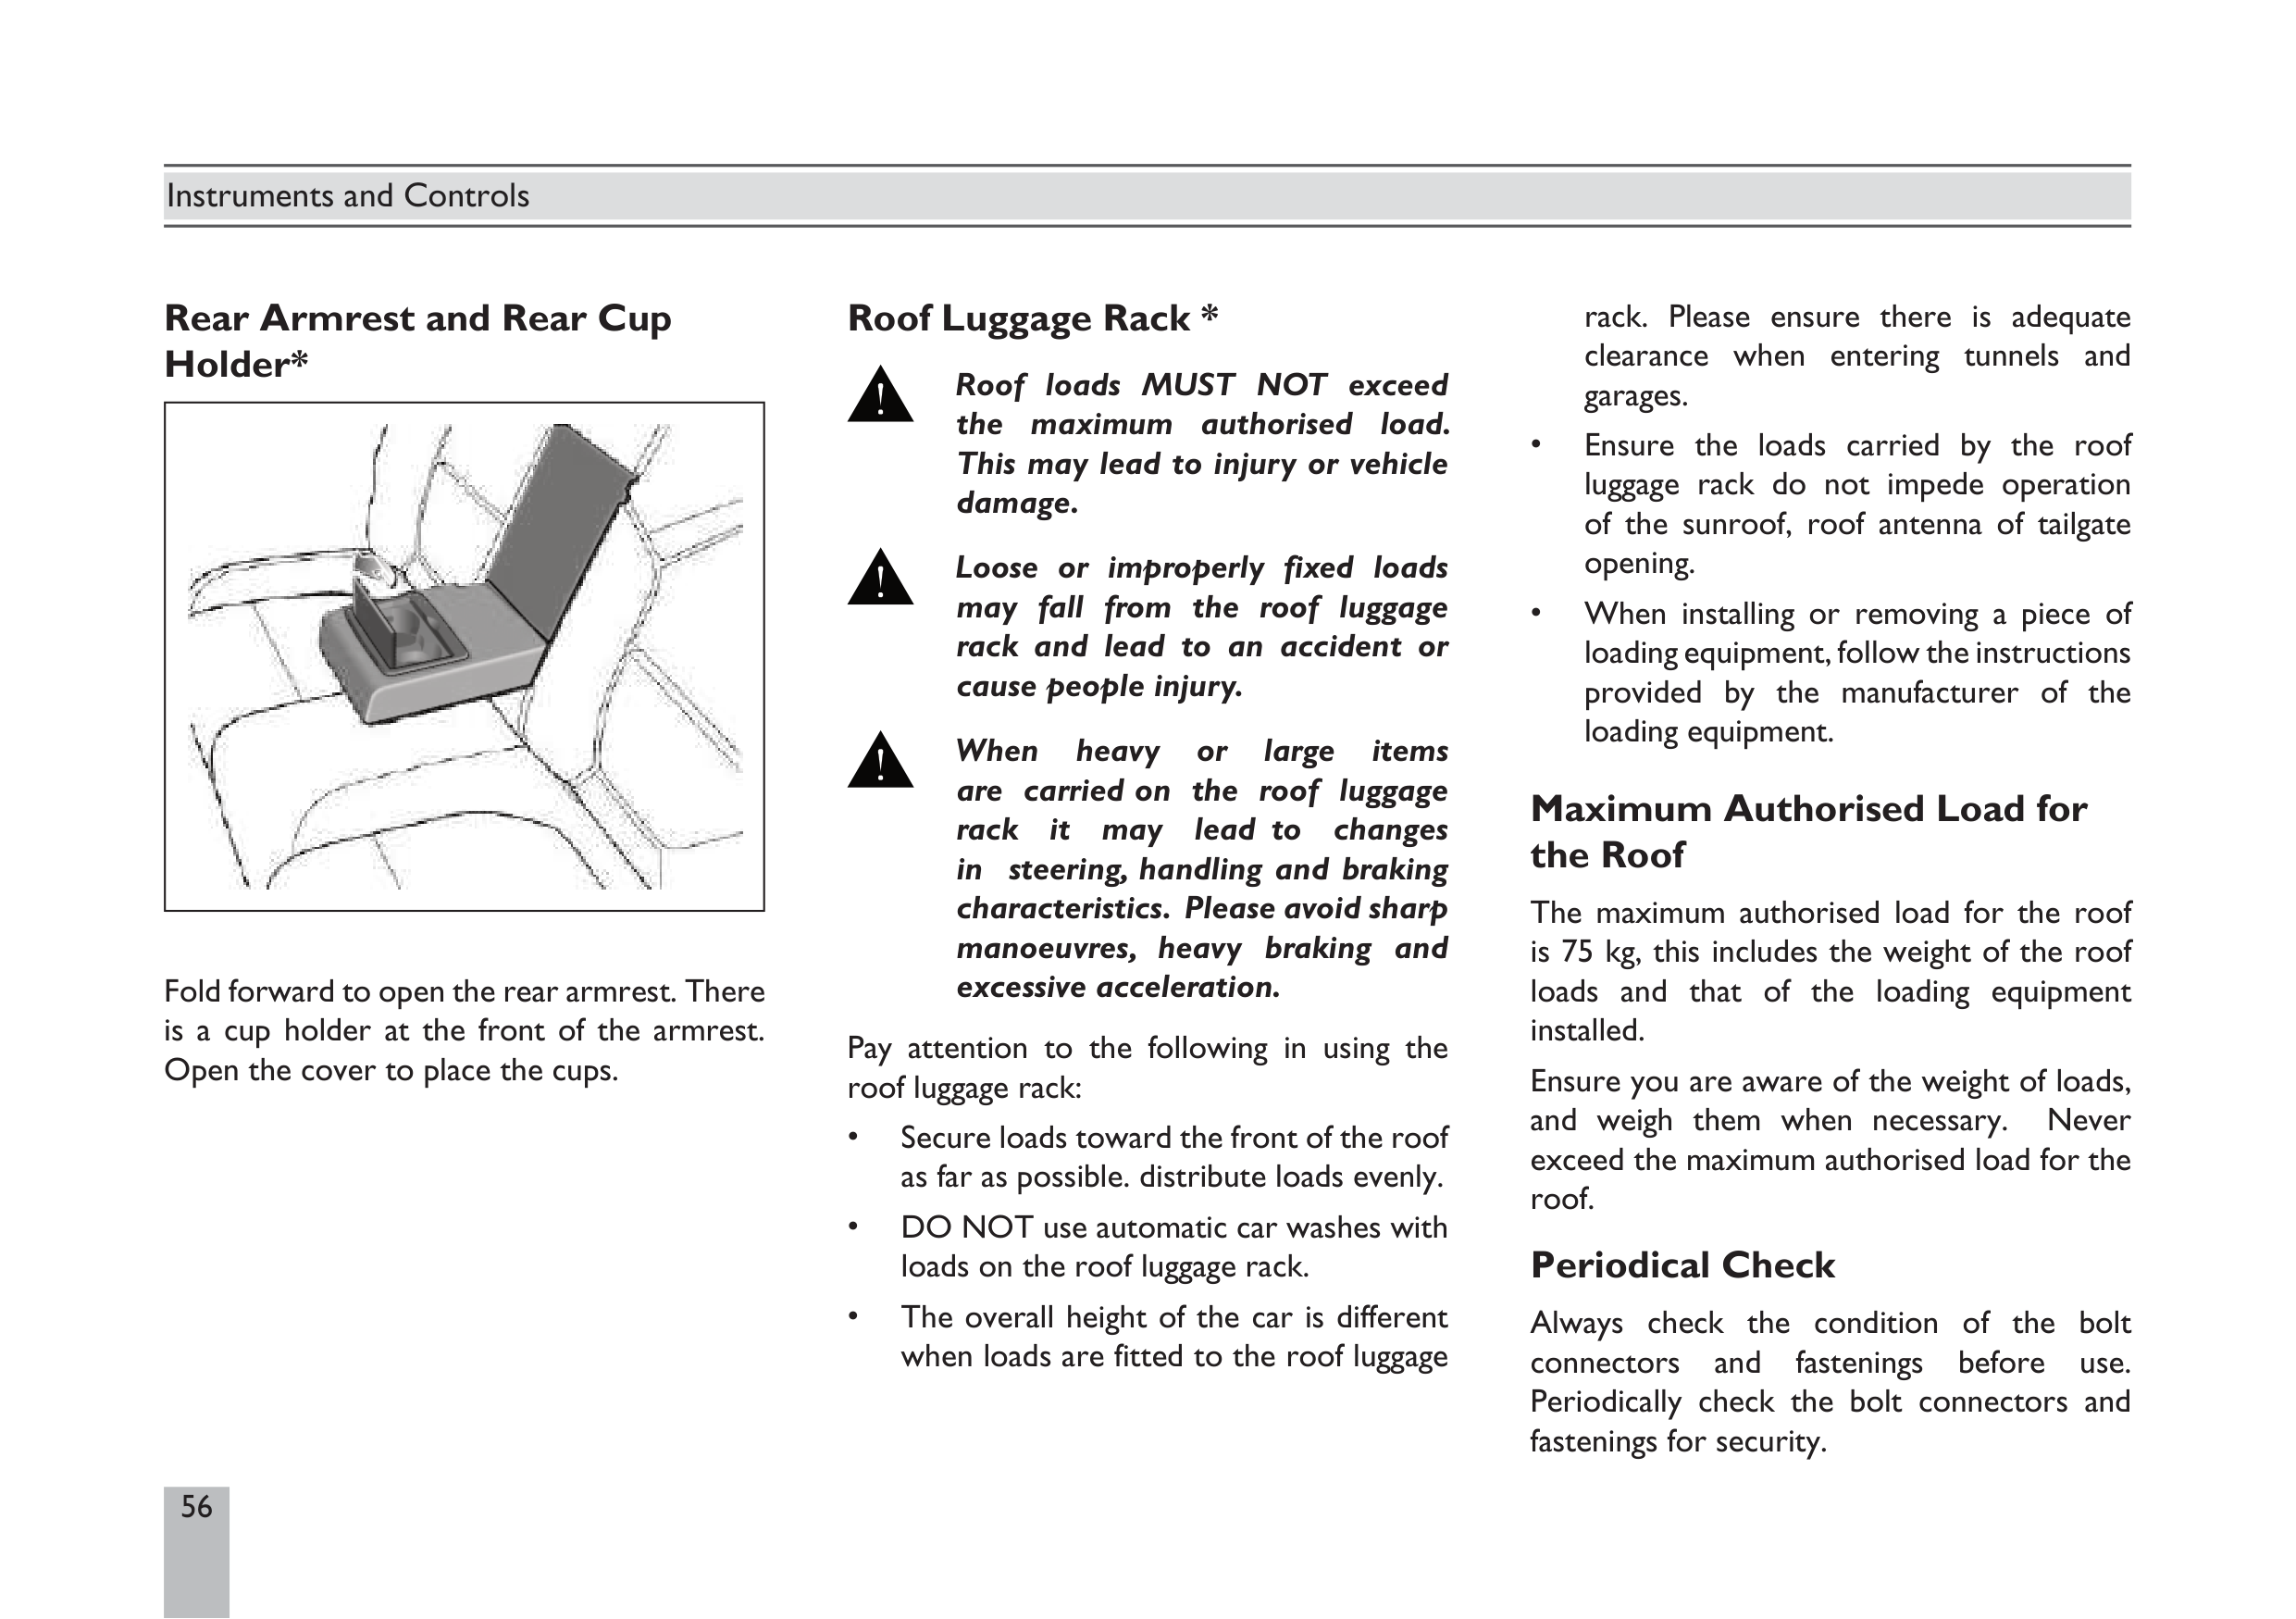 Instruments and Controls
Rear Armrest and Rear Cup
Holder*
Fold forward to open the rear armrest. There
is a cup holder at the front of the armrest.
Open the cover to place the cups.
Roof Luggage Rack *
Roof loads MUST NOT exceed
the maximum authorised load.
This may lead to injury or vehicle
damage.
Loose or improperly fixed loads
may fall from the roof luggage
rack and lead to an accident or
cause people injury.
When heavy or large items
are carried on the roof luggage
rack it may lead to changes
in steering, handling and braking
characteristics. Please avoid sharp
manoeuvres, heavy braking and
excessive acceleration.
Pay attention to the following in using the
roof luggage rack:
• Secure loads toward the front of the roof
as far as possible. distribute loads evenly.
• DO NOT use automatic car washes with
loads on the roof luggage rack.
• The overall height of the car is different
when loads are fitted to the roof luggage
rack. Please ensure there is adequate
clearance when entering tunnels and
garages.
• Ensure the loads carried by the roof
luggage rack do not impede operation
of the sunroof, roof antenna of tailgate
opening.
• When installing or removing a piece of
loading equipment, follow the instructions
provided by the manufacturer of the
loading equipment.
Maximum Authorised Load for
the Roof
The maximum authorised load for the roof
is 75 kg, this includes the weight of the roof
loads and that of the loading equipment
installed.
Ensure you are aware of the weight of loads,
and weigh them when necessary. Never
exceed the maximum authorised load for the
roof.
Periodical Check
Always check the condition of the bolt
connectors and fastenings before use.
Periodically check the bolt connectors and
fastenings for security.
56